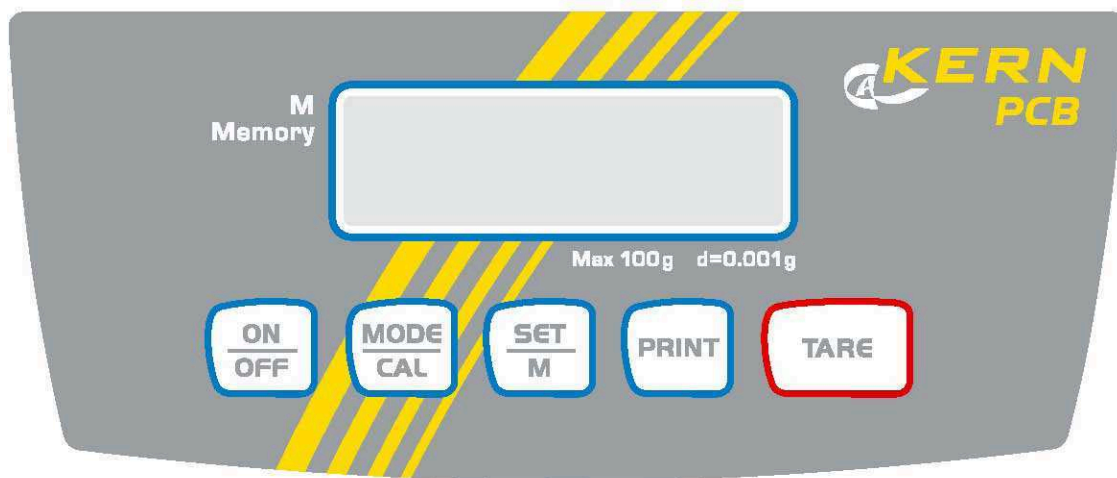 KERN
PCB
M
Memory
Max 100g d=0.001g
ON
OFF
MODE
CAL
SET
M
PRINT
TARE